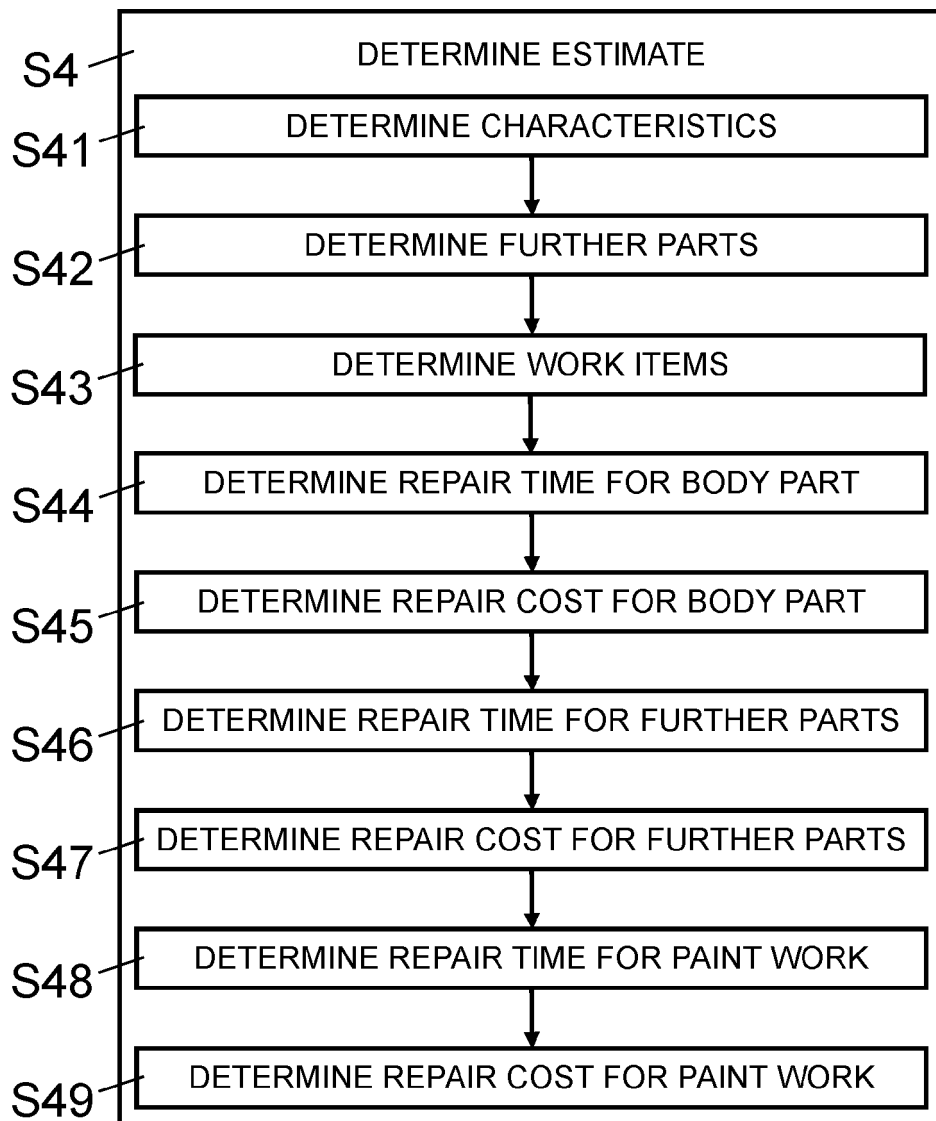 S4 DETERMINE ESTIMATE
S41 DETERMINE CHARACTERISTICS
S42 DETERMINE FURTHER PARTS
S43 DETERMINE WORK ITEMS
S44 DETERMINE REPAIR TIME FOR BODY PART
S45 DETERMINE REPAIR COST FOR BODY PART
S46 DETERMINE REPAIR TIME FOR FURTHER PARTS
S47 DETERMINE REPAIR COST FOR FURTHER PARTS
S48 DETERMINE REPAIR TIME FOR PAINT WORK
S49 DETERMINE REPAIR COST FOR PAINT WORK